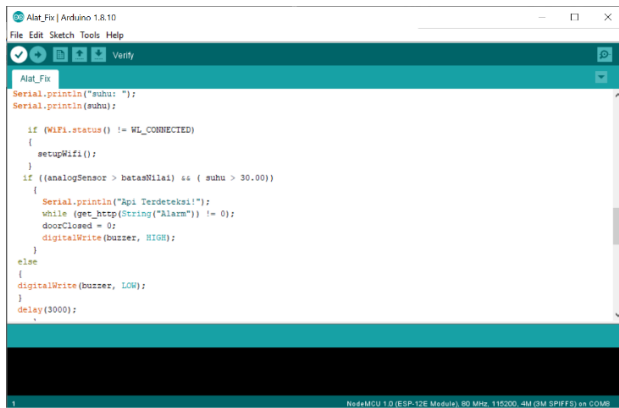 Alat_Fix | Arduino 1.8.10
File Edit Sketch Tools Help
Verify
Alat_Fix
Serial.println("suhu: ");
Serial.println(suhu);
if (WiFi.status() != WL_CONNECTED)
{
setupWifi();
}
if ((analogSensor > batasNilai) && ( suhu > 30.00))
{
Serial.println("Api Terdeteksi!");
while (get_http(String("Alarm")) != 0);
doorClosed = 0;
digitalWrite(buzzer, HIGH);
}
else
{
digitalWrite(buzzer, LOW);
}
delay(3000);
1
NodeMCU 1.0 (ESP-12E Module), 80 MHz, 115200, 4M (3M SPIFFS) on COM8